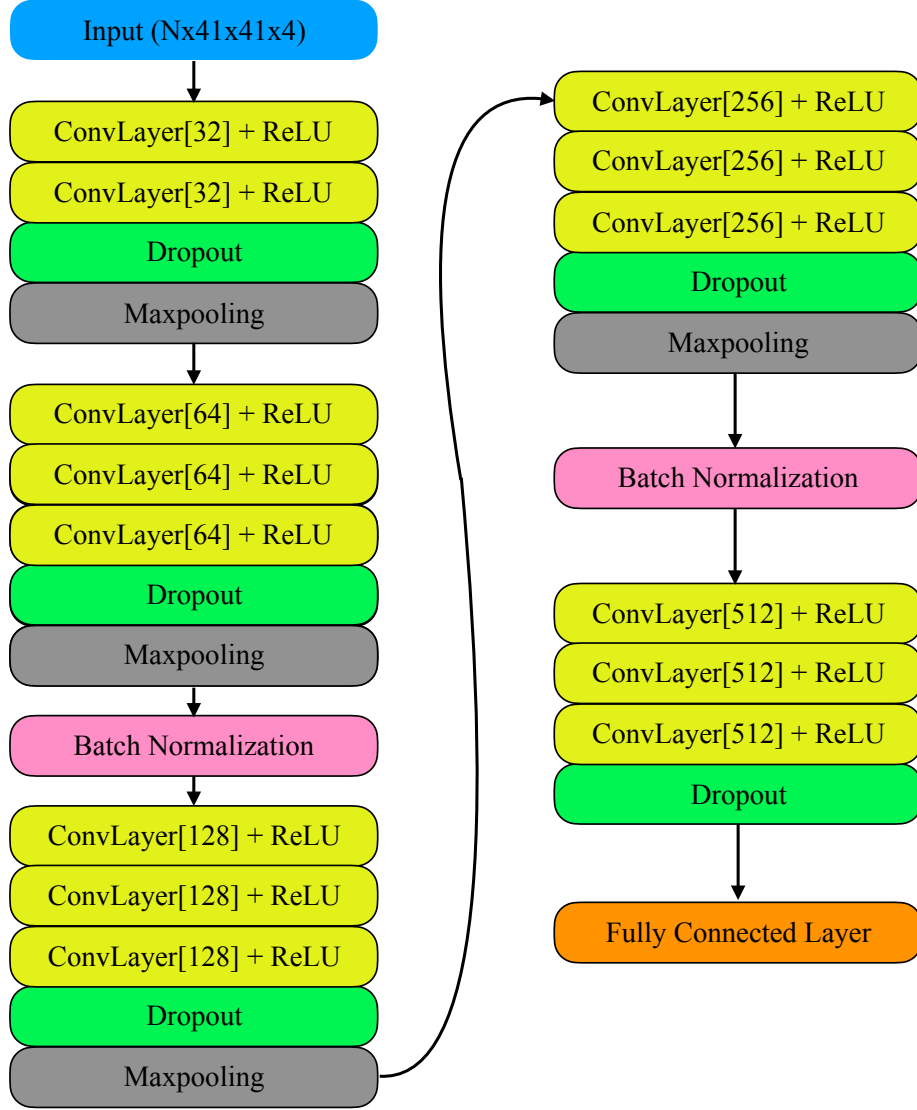 Input (Nx41x41x4)
ConvLayer[32] + ReLU
ConvLayer[32] + ReLU
Dropout
Maxpooling
ConvLayer[64] + ReLU
ConvLayer[64] + ReLU
ConvLayer[64] + ReLU
Dropout
Maxpooling
Batch Normalization
ConvLayer[128] + ReLU
ConvLayer[128] + ReLU
ConvLayer[128] + ReLU
Dropout
Maxpooling
ConvLayer[256] + ReLU
ConvLayer[256] + ReLU
ConvLayer[256] + ReLU
Dropout
Maxpooling
Batch Normalization
ConvLayer[512] + ReLU
ConvLayer[512] + ReLU
ConvLayer[512] + ReLU
Dropout
Fully Connected Layer